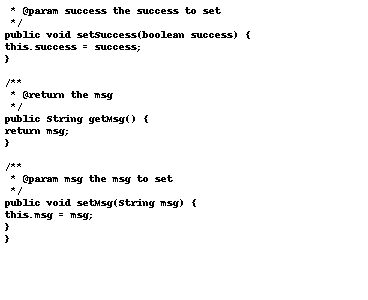 * @param success the success to set
*/
public void setSuccess(boolean success) {
this.success = success;
}
/**
* @return the msg
*/
public String getMsg() {
return msg;
}
/**
* @param msg the msg to set
*/
public void setMsg(String msg) {
this.msg = msg;
}
}